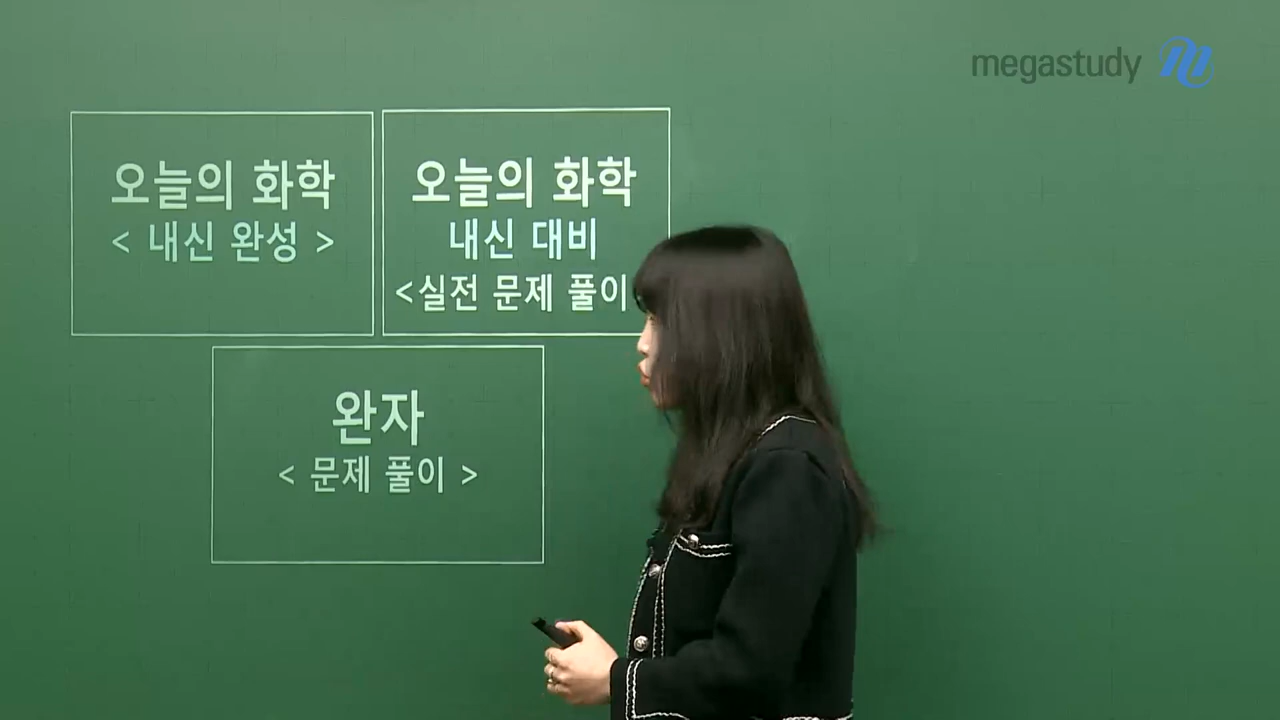 megastudy
오늘의 화학
< 내신 완성 >
오늘의 화학
내신 대비
<실전 문제 풀이
완자
< 문제 풀이 >